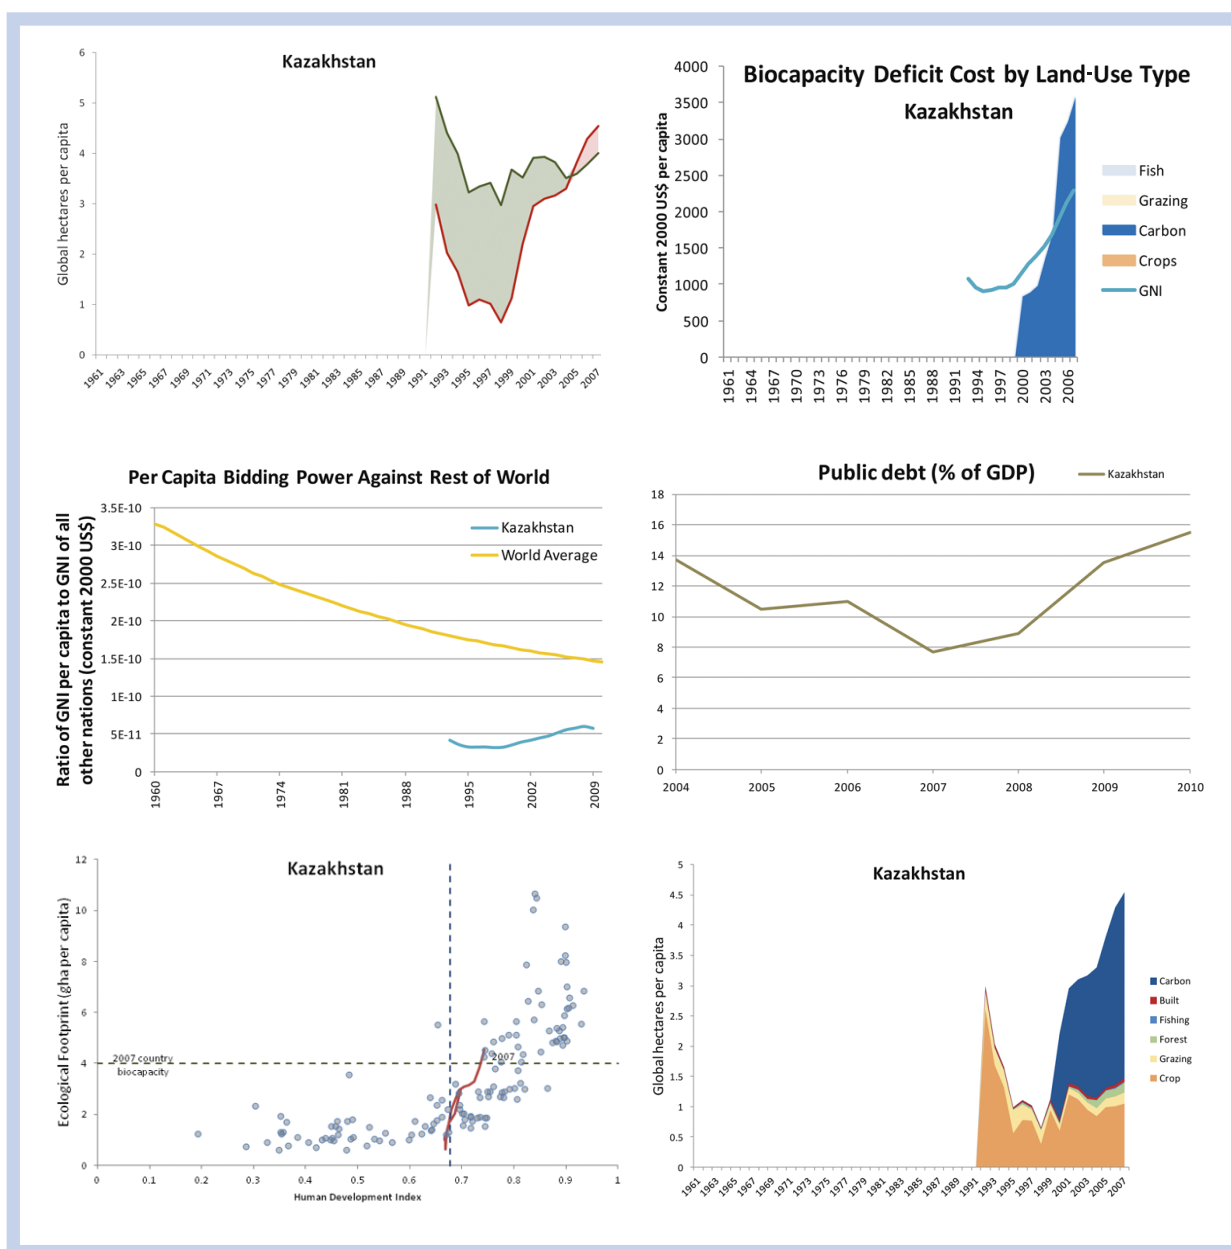 Kazakhstan
Global hectares per capita
6
5
4
3
2
1
0
1961 1963 1965 1967 1969 1971 1973 1975 1977 1979 1981 1983 1985 1987 1989 1991 1993 1995 1997 1999 2001 2003 2005 2007
Biocapacity Deficit Cost by Land-Use Type
Kazakhstan
Constant 2000 US$ per capita
4000
3500
3000
2500
2000
1500
1000
500
0
1961 1964 1967 1970 1973 1976 1979 1982 1985 1988 1991 1994 1997 2000 2003 2006
Fish
Grazing
Carbon
Crops
GNI
Per Capita Bidding Power Against Rest of World
Ratio of GNI per capita to GNI of all
other nations (constant 2000 US$)
3.5E-10
3E-10
2.5E-10
2E-10
1.5E-10
1E-10
5E-11
0
1960 1967 1974 1981 1988 1995 2002 2009
Kazakhstan
World Average
Public debt (% of GDP)
Kazakhstan
18
16
14
12
10
8
6
4
2
0
2004 2005 2006 2007 2008 2009 2010
Kazakhstan
Ecological Footprint (gha per capita)
12
10
8
6
4
2
0
2007 country
biocapacity
2007
0 0.1 0.2 0.3 0.4 0.5 0.6 0.7 0.8 0.9 1
Human Development Index
Kazakhstan
Global hectares per capita
5
4.5
4
3.5
3
2.5
2
1.5
1
0.5
0
1961 1963 1965 1967 1969 1971 1973 1975 1977 1979 1981 1983 1985 1987 1989 1991 1993 1995 1997 1999 2001 2003 2005 2007
Carbon
Built
Fishing
Forest
Grazing
Crop